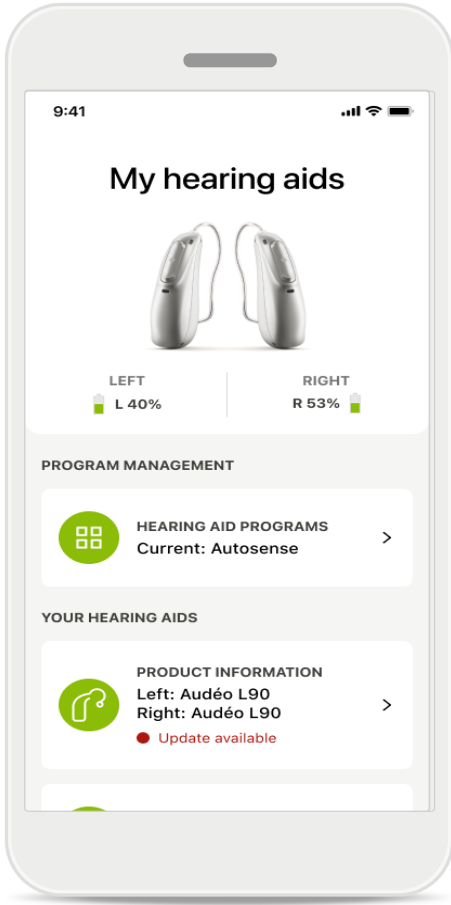 9:41
My hearing aids
LEFT
RIGHT
L 40%
R 53%
PROGRAM MANAGEMENT
HEARING AID PROGRAMS
Current: Autosense
YOUR HEARING AIDS
PRODUCT INFORMATION
Left: Audéo L90
Right: Audéo L90
Update available